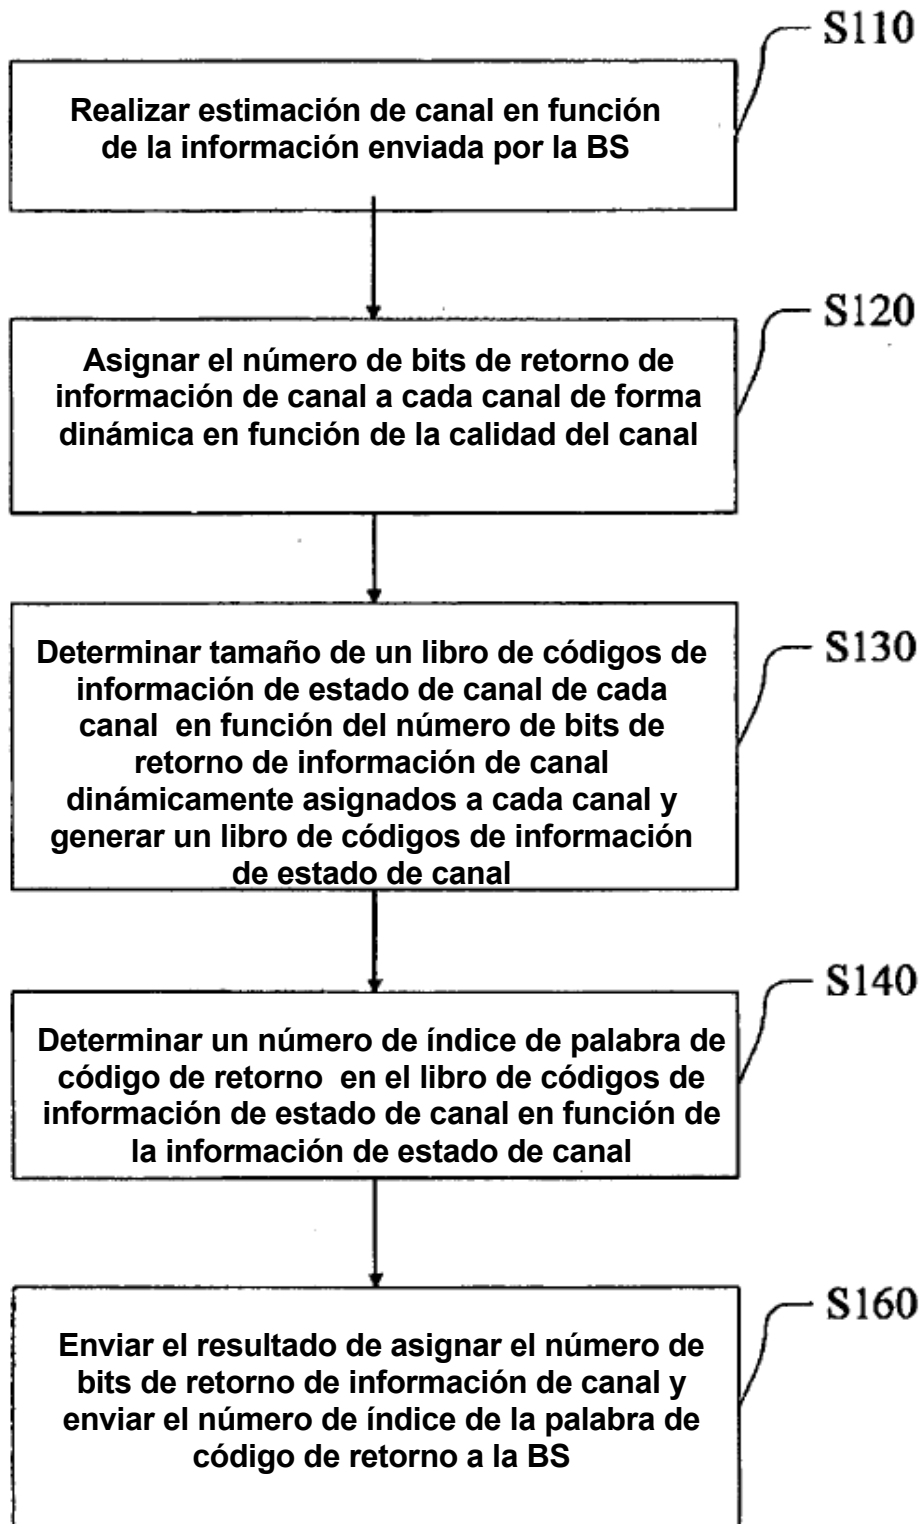 S110
Realizar estimación de canal en función
de la información enviada por la BS
S120
Asignar el número de bits de retorno de
información de canal a cada canal de forma
dinámica en función de la calidad del canal
S130
Determinar tamaño de un libro de códigos de
información de estado de canal de cada
canal en función del número de bits de
retorno de información de canal
dinámicamente asignados a cada canal y
generar un libro de códigos de información
de estado de canal
S140
Determinar un número de índice de palabra de
código de retorno en el libro de códigos de
información de estado de canal en función de
la información de estado de canal
S160
Enviar el resultado de asignar el número de
bits de retorno de información de canal y
enviar el número de índice de la palabra de
código de retorno a la BS